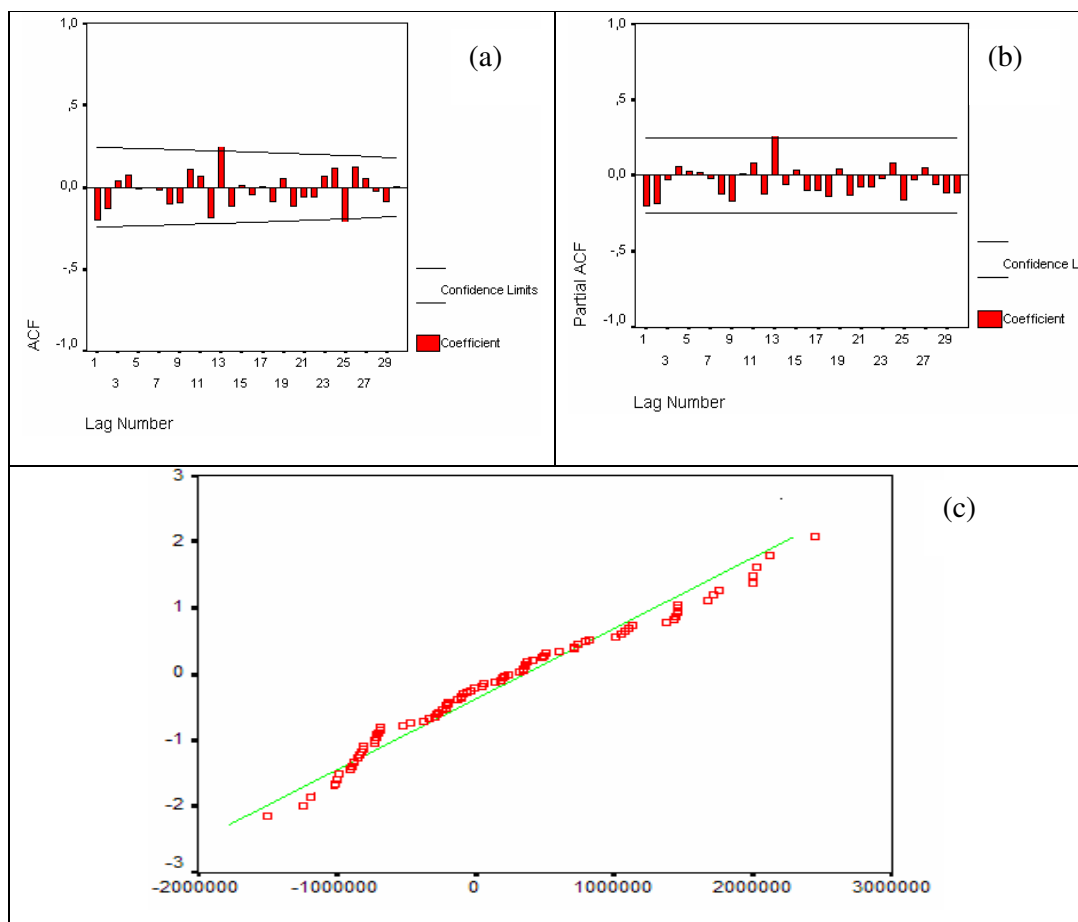 (a)
1,0
,5
0,0
-,5
-1,0
ACF
Confidence Limits
Coefficient
1 5 9 13 17 21 25 29
3 7 11 15 19 23 27
Lag Number
(b)
1,0
,5
0,0
-,5
-1,0
Partial ACF
Confidence L
Coefficient
1 5 9 13 17 21 25 29
3 7 11 15 19 23 27
Lag Number
(c)
3
2
1
0
-1
-2
-3
-2000000 -1000000 0 1000000 2000000 3000000